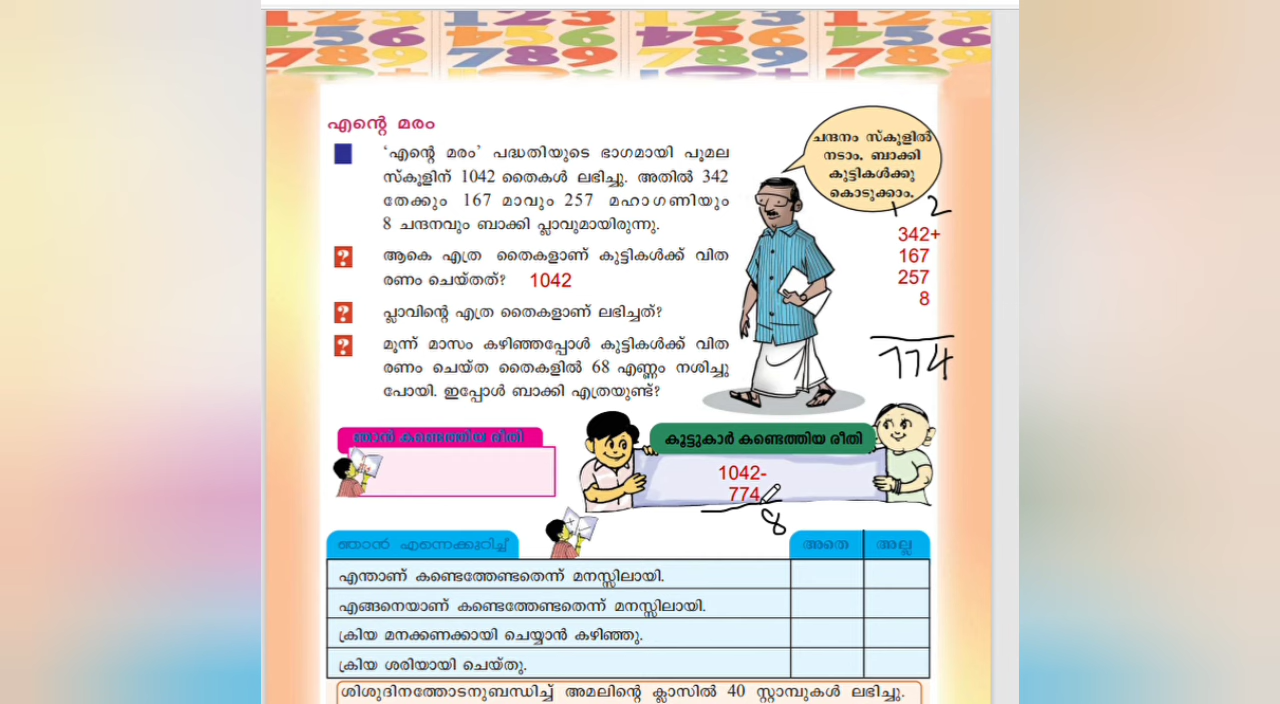 എന്റെ മരം
‘എന്റെ മരം’ പദ്ധതിയുടെ ഭാഗമായി പൂമല
സ്കൂളിന് 1042 തൈകൾ ലഭിച്ചു. അതിൽ 342
തേക്കും 167 മാവും 257 മഹാഗണിയും
8 ചന്ദനവും ബാക്കി പ്ലാവുമായിരുന്നു.
? ആകെ എത്ര തൈകളാണ് കുട്ടികൾക്ക് വിത
രണം ചെയ്തത്? 1042
? പ്ലാവിന്റെ എത്ര തൈകളാണ് ലഭിച്ചത്?
? മൂന്ന് മാസം കഴിഞ്ഞപ്പോൾ കുട്ടികൾക്ക് വിത
രണം ചെയ്ത തൈകളിൽ 68 എണ്ണം നശിച്ചു
പോയി. ഇപ്പോൾ ബാക്കി എത്രയുണ്ട്?
ചന്ദനം സ്കൂളിൽ
നടാം. ബാക്കി
കുട്ടികൾക്കു
കൊടുക്കാം.
1 2
342+
167
257
8
774
ഞാൻ കണ്ടെത്തിയ രീതി
കൂട്ടുകാർ കണ്ടെത്തിയ രീതി
1042-
774
8
ഞാൻ എന്നെക്കുറിച്ച് അതെ അല്ല
എന്താണ് കണ്ടെത്തേണ്ടതെന്ന് മനസ്സിലായി.
എങ്ങനെയാണ് കണ്ടെത്തേണ്ടതെന്ന് മനസ്സിലായി.
ക്രിയ മനക്കണക്കായി ചെയ്യാൻ കഴിഞ്ഞു.
ക്രിയ ശരിയായി ചെയ്തു.
ശിശുദിനത്തോടനുബന്ധിച്ച് അമലിന്റെ ക്ലാസിൽ 40 സ്റ്റാമ്പുകൾ ലഭിച്ചു.